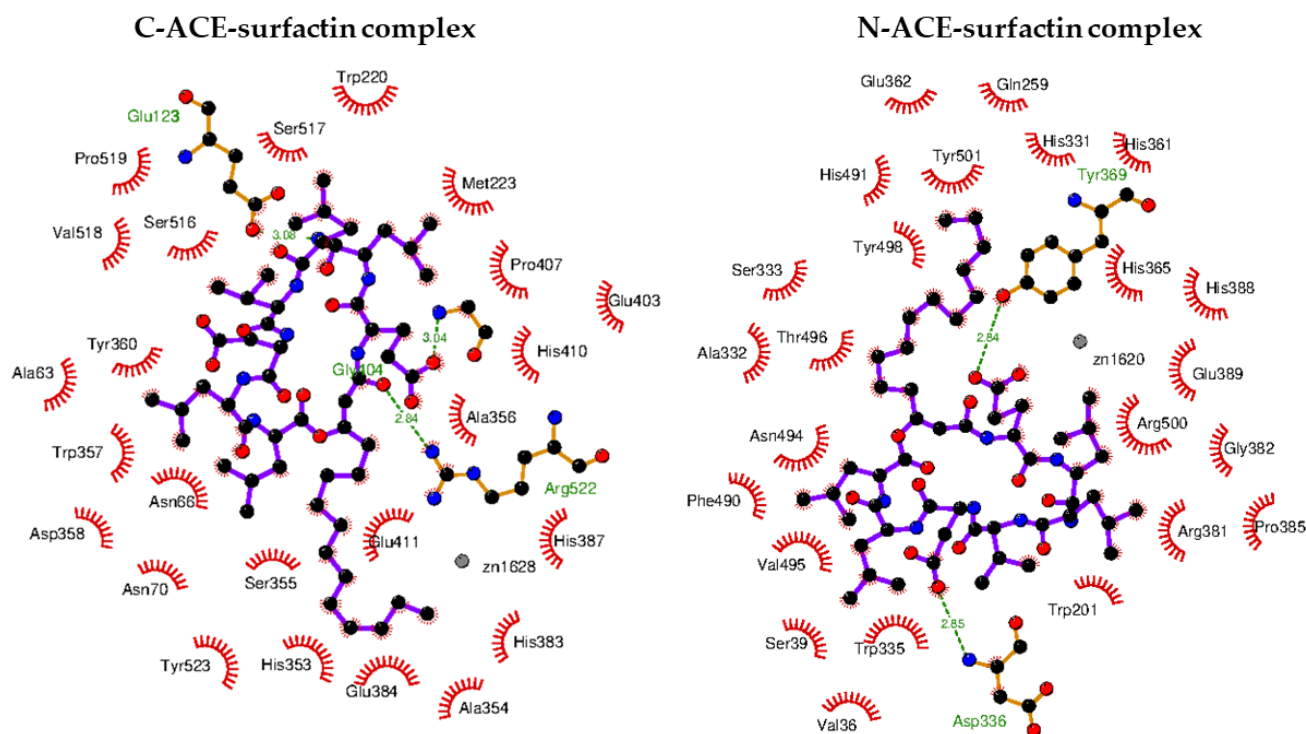 C-ACE-surfactin complex
Trp220
Glu123
Ser517
Pro519
Met223
Ser516
Val518
3.08
Pro407
Glu403
3.04
Tyr360
His410
Gly404
Ala63
Ala356
2.84
Trp357
Arg522
Asn66
Asp358
Glu411
His387
zn1628
Ser355
Asn70
His383
Tyr523
His353
Glu384
Ala354
N-ACE-surfactin complex
Glu362
Gln259
His331
His361
Tyr501
Tyr369
His491
Tyr498
His365
Ser333
His388
Thr496
2.84
Ala332
zn1620
Glu389
Arg500
Asn494
Gly382
Phe490
Arg381
Pro385
Val495
Trp201
2.85
Ser39
Trp335
Asp336
Val36